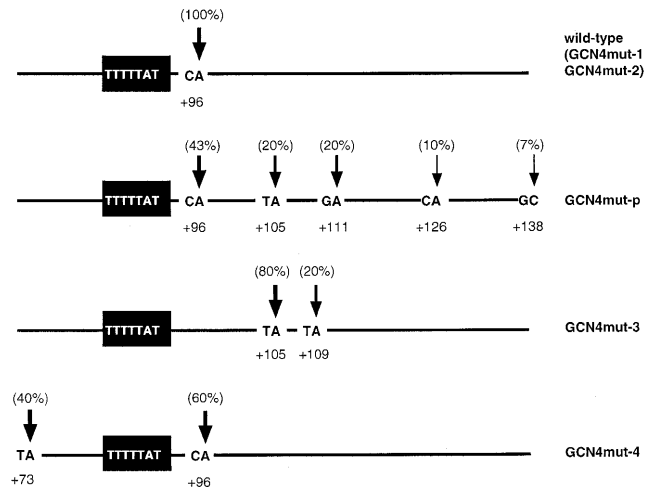 (100%)
wild-type
(GCN4mut-1
GCN4mut-2)
TTTTTAT CA
+96
(43%) (20%) (20%) (10%) (7%)
TTTTTAT CA TA GA CA GC GCN4mut-p
+96 +105 +111 +126 +138
(80%) (20%)
TTTTTAT TA TA GCN4mut-3
+105 +109
(40%) (60%)
TA TTTTTAT CA GCN4mut-4
+73 +96